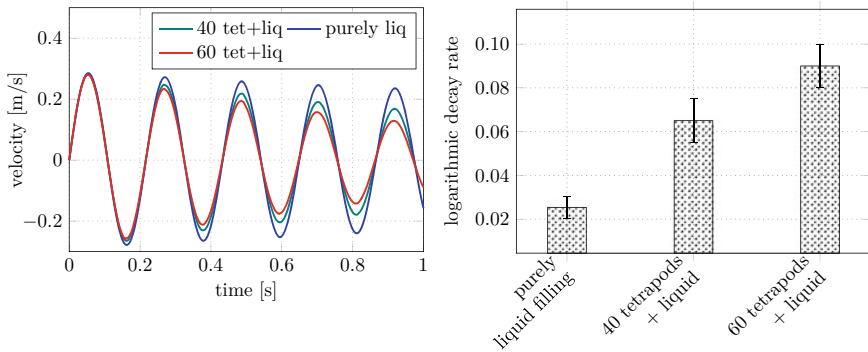 40 tet+liq
purely liq
60 tet+liq
velocity [m/s]
0.4
0.2
0
−0.2
0
0.2
0.4
0.6
0.8
1
time [s]
logarithmic decay rate
0.10
0.08
0.06
0.04
0.02
purely
liquid filling
40 tetrapods
+ liquid
60 tetrapods
+ liquid